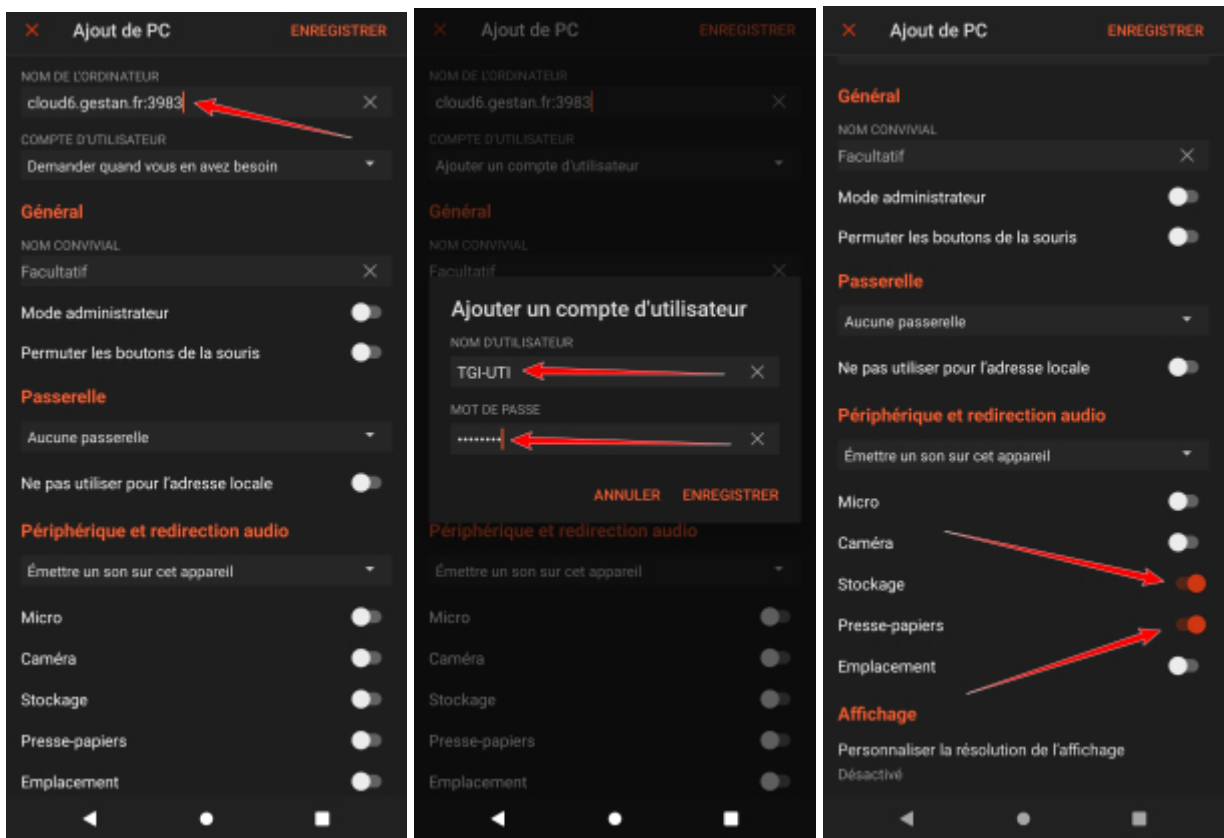 Ajout de PC
ENREGISTRER
NOM DE L'ORDINATEUR
cloud6.gestan.fr:3983
COMPTE D'UTILISATEUR
Demander quand vous en avez besoin
Général
NOM CONVIVIAL
Facultatif
Mode administrateur
Permuter les boutons de la souris
Passerelle
Aucune passerelle
Ne pas utiliser pour l'adresse locale
Périphérique et redirection audio
Émettre un son sur cet appareil
Micro
Caméra
Stockage
Presse-papiers
Emplacement
Ajout de PC
ENREGISTRER
NOM DE L'ORDINATEUR
cloud6.gestan.fr:3983
COMPTE D'UTILISATEUR
Ajouter un compte d'utilisateur
Général
NOM CONVIVIAL
Facultatif
Ajouter un compte d'utilisateur
NOM D'UTILISATEUR
TGI-UTI
MOT DE PASSE
••••••••
ANNULER ENREGISTRER
Périphérique et redirection audio
Émettre un son sur cet appareil
Micro
Caméra
Stockage
Presse-papiers
Emplacement
Ajout de PC
ENREGISTRER
Général
NOM CONVIVIAL
Facultatif
Mode administrateur
Permuter les boutons de la souris
Passerelle
Aucune passerelle
Ne pas utiliser pour l'adresse locale
Périphérique et redirection audio
Émettre un son sur cet appareil
Micro
Caméra
Stockage
Presse-papiers
Emplacement
Affichage
Personnaliser la résolution de l'affichage
Désactivé